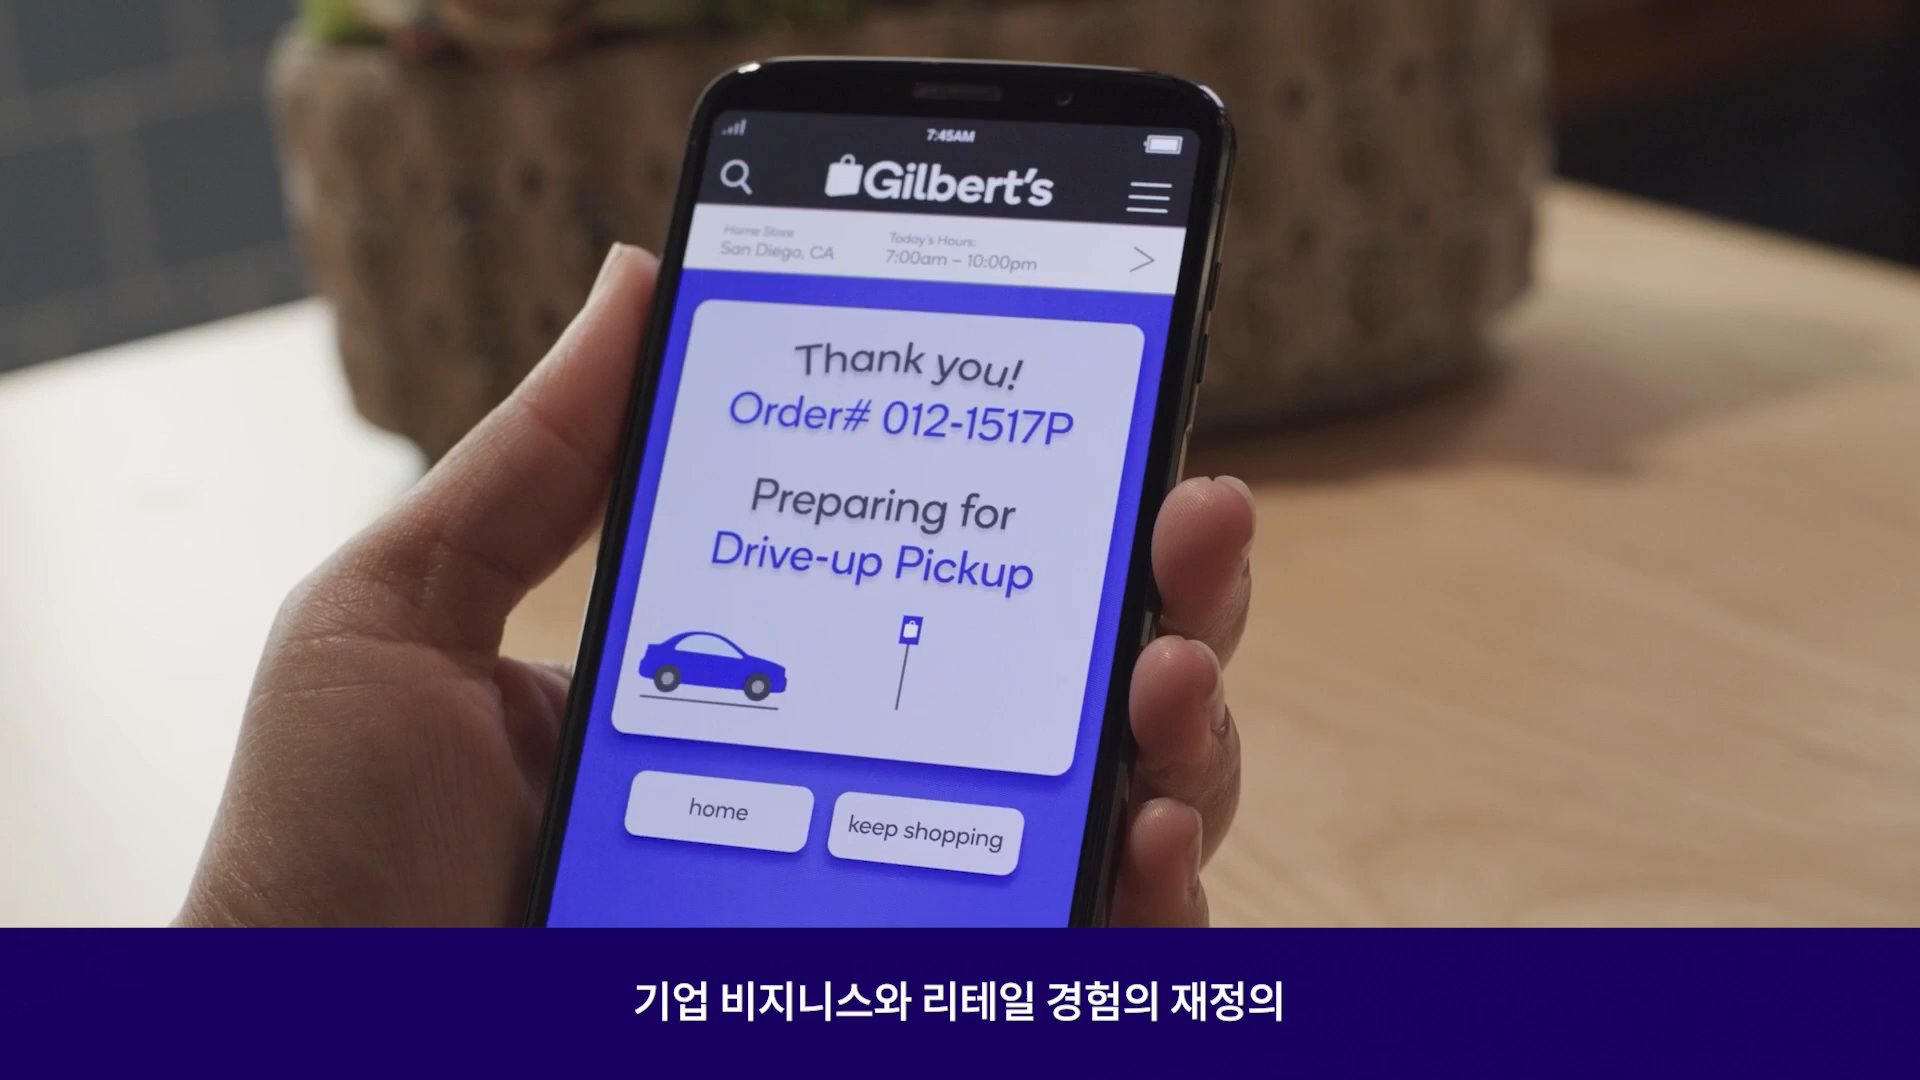 7:45AM
Gilbert's
Home Store
San Diego, CA
Today's Hours:
7:00am – 10:00pm
Thank you!
Order# 012-1517P
Preparing for
Drive-up Pickup
home
keep shopping
기업 비지니스와 리테일 경험의 재정의